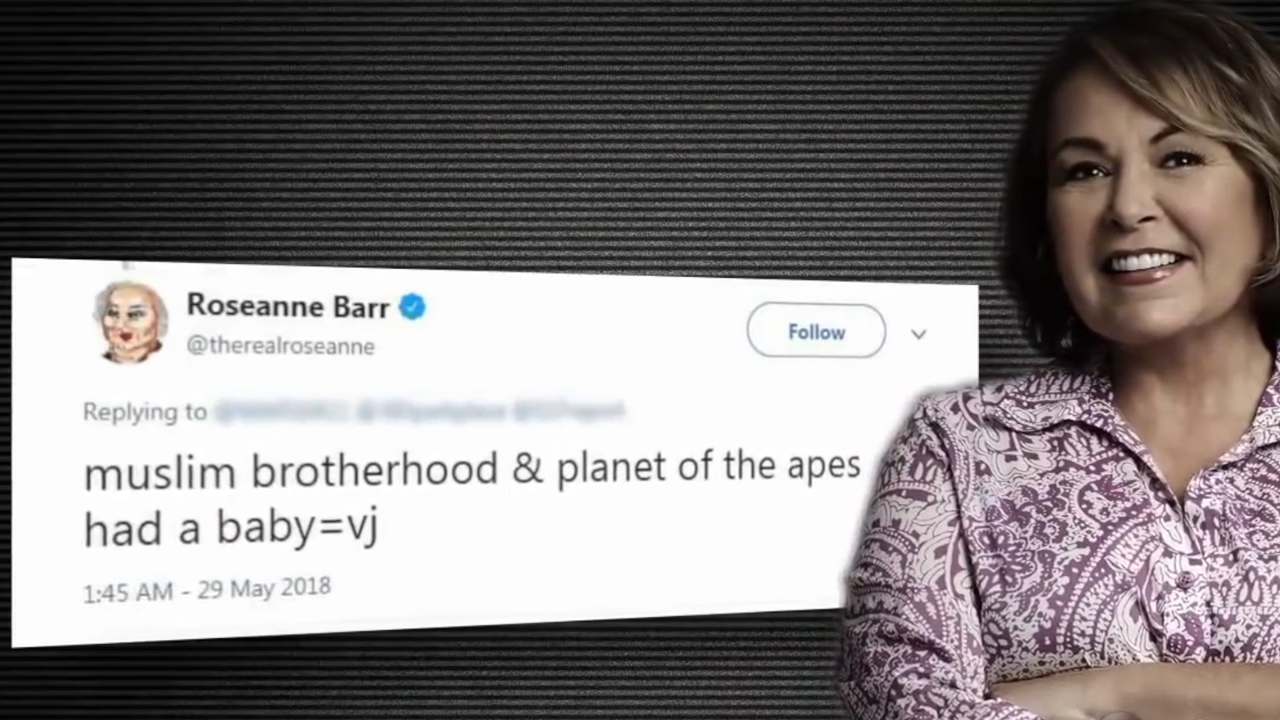 Roseanne Barr
@therealroseanne
Follow
Replying to
muslim brotherhood & planet of the apes
had a baby=vj
1:45 AM - 29 May 2018